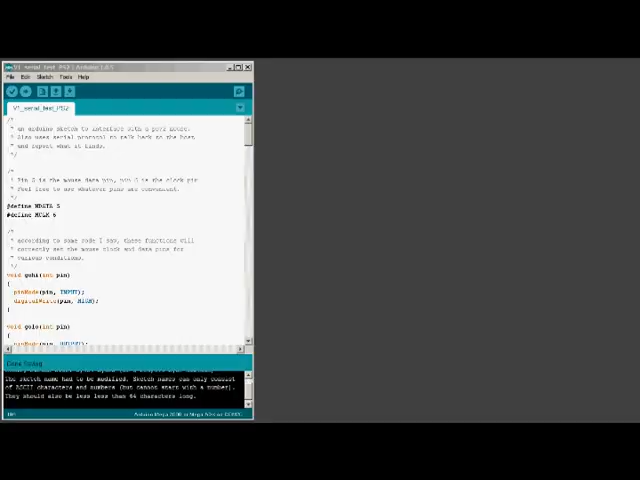 V1_serial_test_PS2 | Arduino 1.0.5
File Edit Sketch Tools Help
V1_serial_test_PS2
/*
* an arduino sketch to interface with a ps/2 mouse.
* Also uses serial protocol to talk back to the host
* and report what it finds.
*/
/*
* Pin 5 is the mouse data pin, pin 6 is the clock pin
* Feel free to use whatever pins are convenient.
*/
#define MDATA 5
#define MCLK 6
/*
* according to some code I saw, these functions will
* correctly set the mouse clock and data pins for
* various conditions.
*/
void gohi(int pin)
{
pinMode(pin, INPUT);
digitalWrite(pin, HIGH);
}
void golo(int pin)
{
pinMode(pin, OUTPUT);
Done Saving.
The sketch name had to be modified. Sketch names can only consist
of ASCII characters and numbers (but cannot start with a number).
They should also be less less than 64 characters long.
Arduino Mega 2560 or Mega ADK on